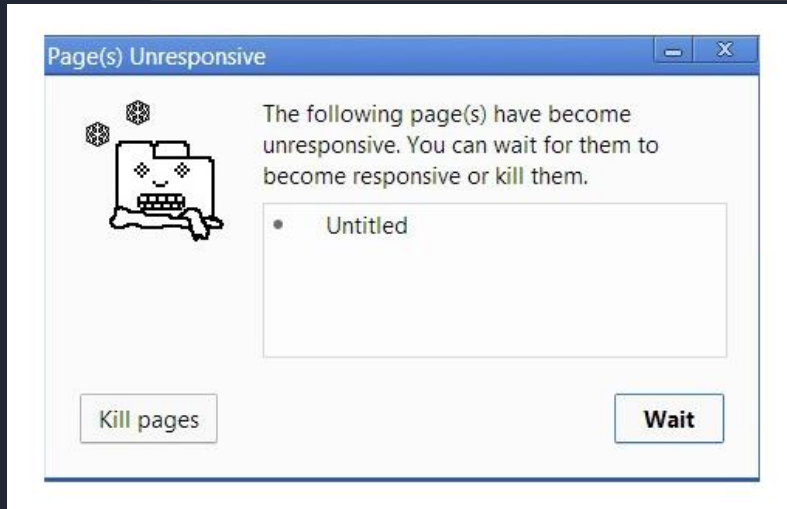 Page(s) Unresponsive
The following page(s) have become
unresponsive. You can wait for them to
become responsive or kill them.
• Untitled
Kill pages
Wait